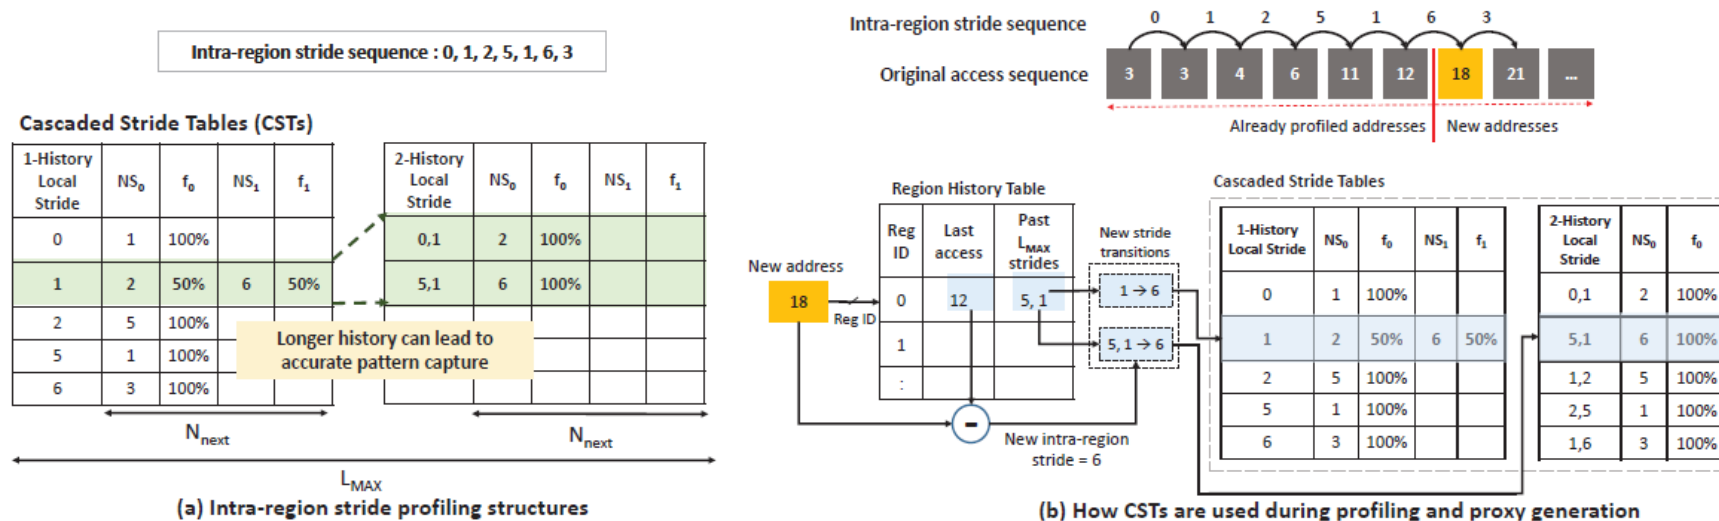 Intra-region stride sequence : 0, 1, 2, 5, 1, 6, 3
Cascaded Stride Tables (CSTs)
1-History Local Stride NS0 f0 NS1 f1
0 1 100%
1 2 50% 6 50%
2 5 100%
5 1 100%
6 3 100%
2-History Local Stride NS0 f0 NS1 f1
0,1 2 100%
5,1 6 100%
Longer history can lead to
accurate pattern capture
Nnext
Nnext
LMAX
(a) Intra-region stride profiling structures
Intra-region stride sequence 0 1 2 5 1 6 3
Original access sequence 3 3 4 6 11 12 18 21 ...
Already profiled addresses New addresses
New address
18
Reg ID
Region History Table
Reg ID Last access Past LMAX strides
0 12 5, 1
1
:
-
New intra-region
stride = 6
New stride
transitions
1 → 6
5, 1 → 6
Cascaded Stride Tables
1-History Local Stride NS0 f0 NS1 f1
0 1 100%
1 2 50% 6 50%
2 5 100%
5 1 100%
6 3 100%
2-History Local Stride NS0 f0
0,1 2 100%
5,1 6 100%
1,2 5 100%
2,5 1 100%
1,6 3 100%
(b) How CSTs are used during profiling and proxy generation